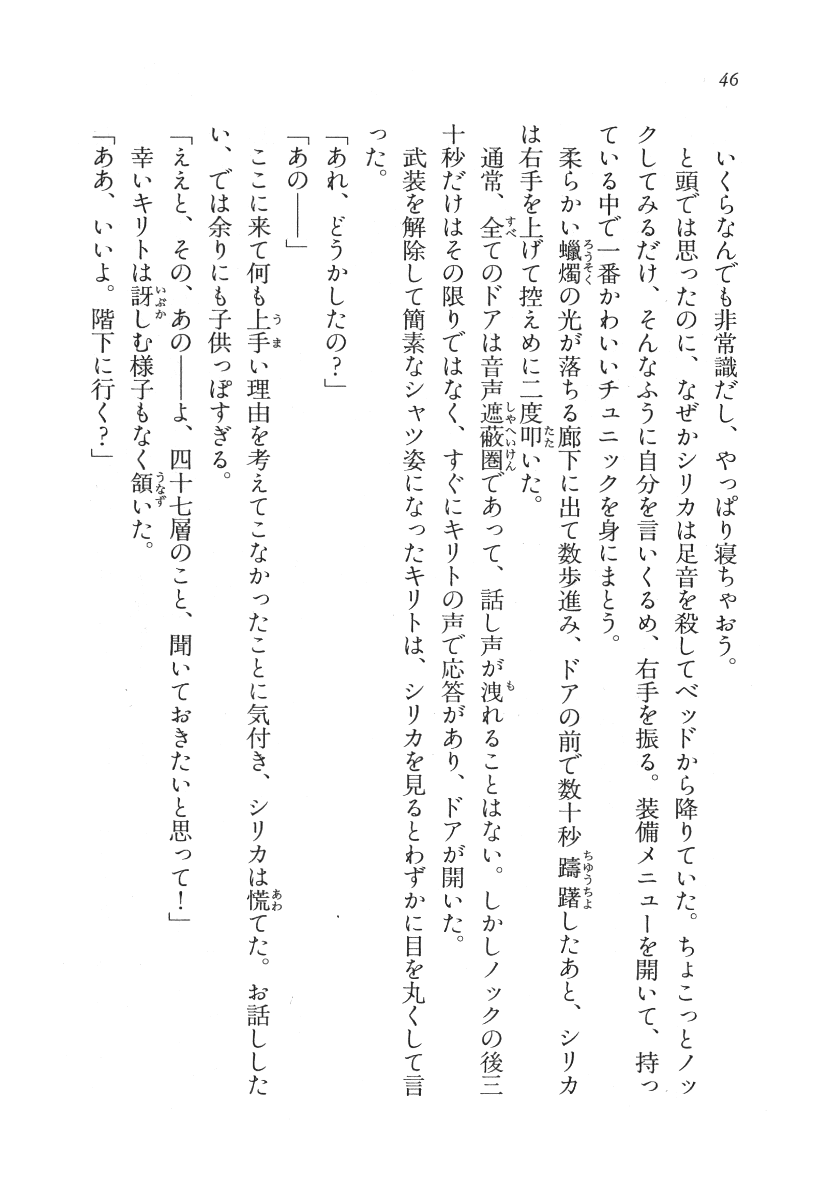 46
いくらなんでも非常識だし、やっぱり寝ちゃおう。
と頭では思ったのに、なぜかシリカは足音を殺してベッドから降りていた。ちょこっとノッ
クしてみるだけ、そんなふうに自分を言いくるめ、右手を振る。装備メニューを開いて、持っ
ている中で一番かわいいチュニックを身にまとう。
柔らかい蠟燭の光が落ちる廊下に出て数歩進み、ドアの前で数十秒躊躇したあと、シリカ
は右手を上げて控えめに二度叩いた。
通常、全てのドアは音声遮蔽圏であって、話し声が洩れることはない。しかしノックの後三
十秒だけはその限りではなく、すぐにキリトの声で応答があり、ドアが開いた。
武装を解除して簡素なシャツ姿になったキリトは、シリカを見るとわずかに目を丸くして言
った。
「あれ、どうかしたの?」
「あの――」
ここに来て何も上手い理由を考えてこなかったことに気付き、シリカは慌てた。お話しした
い、では余りにも子供っぽすぎる。
「ええと、その、あの――よ、四十七層のこと、聞いておきたいと思って!」
幸いキリトは訝しむ様子もなく頷いた。
「ああ、いいよ。階下に行く?」